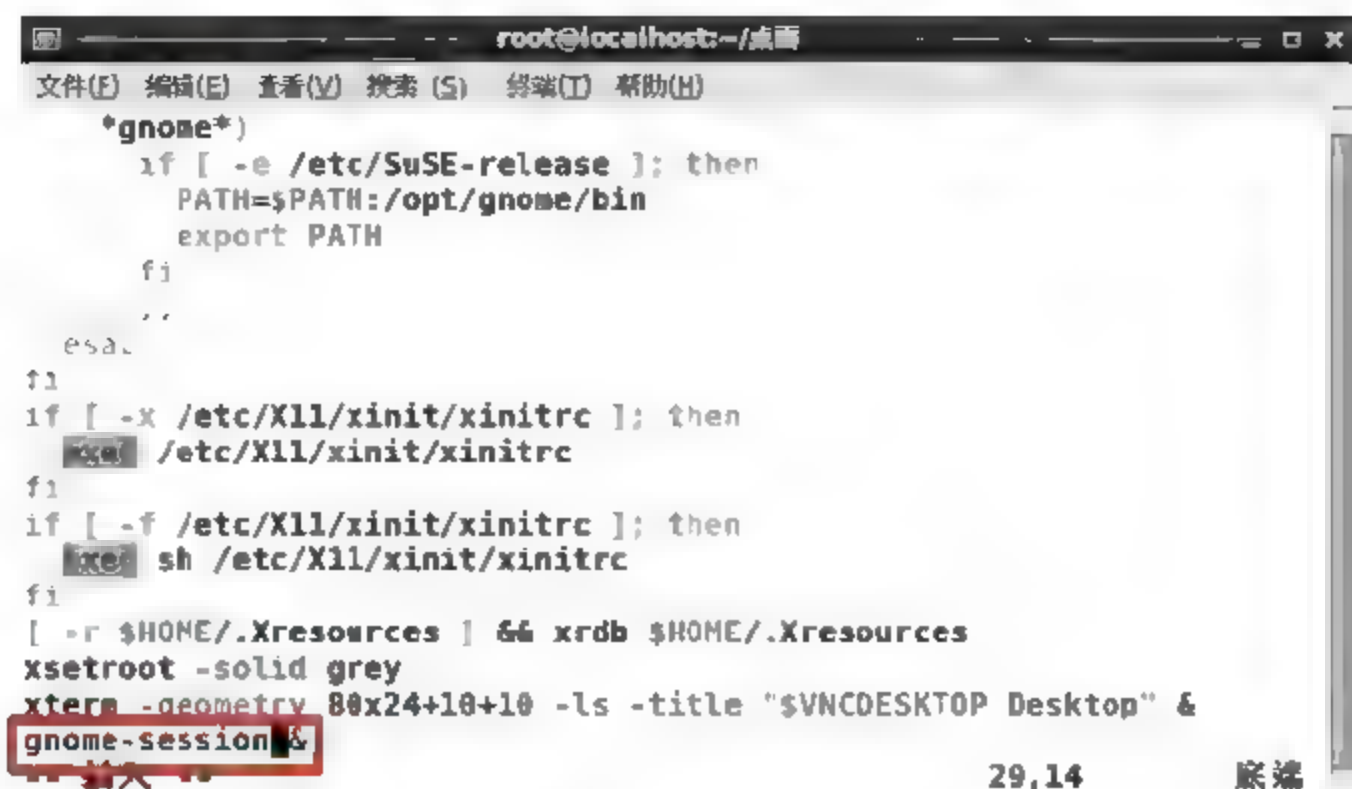 root@localhost:~/桌面
文件(F) 编辑(E) 查看(V) 搜索 (S) 终端(T) 帮助(H)
*gnome*)
if [ -e /etc/SuSE-release ]; then
PATH=$PATH:/opt/gnome/bin
export PATH
fi
;;
esac
fi
if [ -x /etc/X11/xinit/xinitrc ]; then
exec /etc/X11/xinit/xinitrc
fi
if [ -f /etc/X11/xinit/xinitrc ]; then
exec sh /etc/X11/xinit/xinitrc
fi
[ -r $HOME/.Xresources ] && xrdb $HOME/.Xresources
xsetroot -solid grey
xterm -geometry 80x24+10+10 -ls -title "$VNCDESKTOP Desktop" &
gnome-session &
-- 插入 -- 29,14 底端